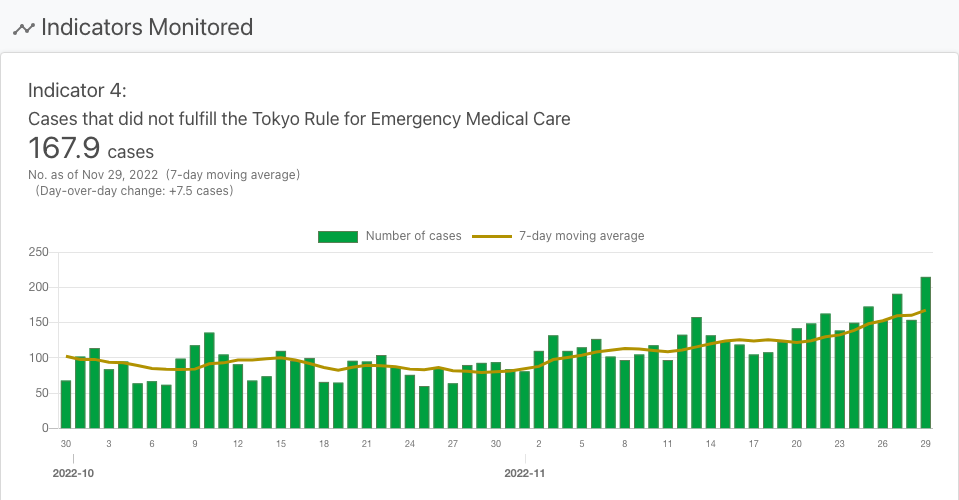 Indicators Monitored
Indicator 4:
Cases that did not fulfill the Tokyo Rule for Emergency Medical Care
167.9 cases
No. as of Nov 29, 2022 (7-day moving average)
(Day-over-day change: +7.5 cases)
Number of cases 7-day moving average
250
200
150
100
50
0
30 3 6 9 12 15 18 21 24 27 30 2 5 8 11 14 17 20 23 26 29
2022-10 2022-11